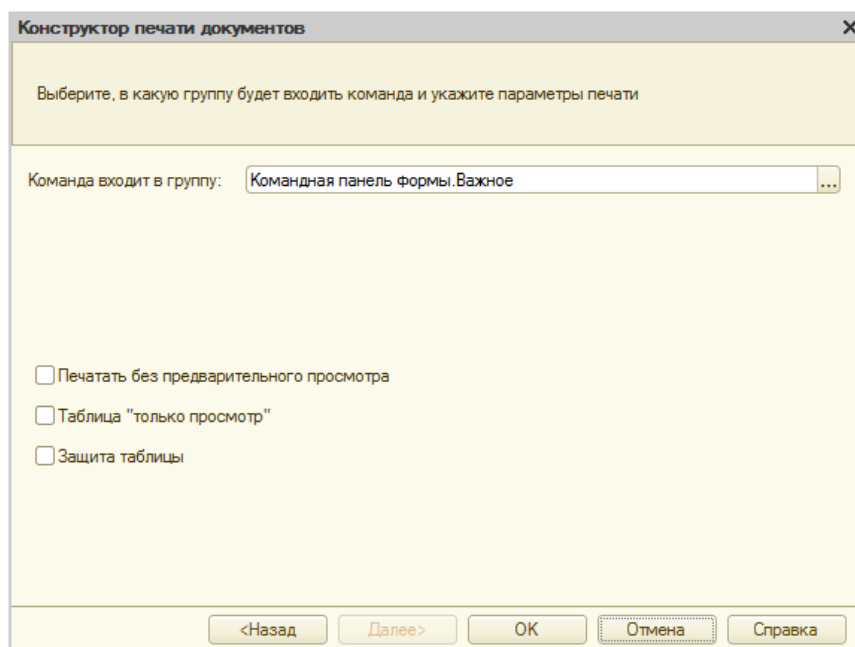 Конструктор печати документов
Выберите, в какую группу будет входить команда и укажите параметры печати
Команда входит в группу: Командная панель формы.Важное ...
Печатать без предварительного просмотра
Таблица "только просмотр"
Защита таблицы
<Назад Далее> ОК Отмена Справка